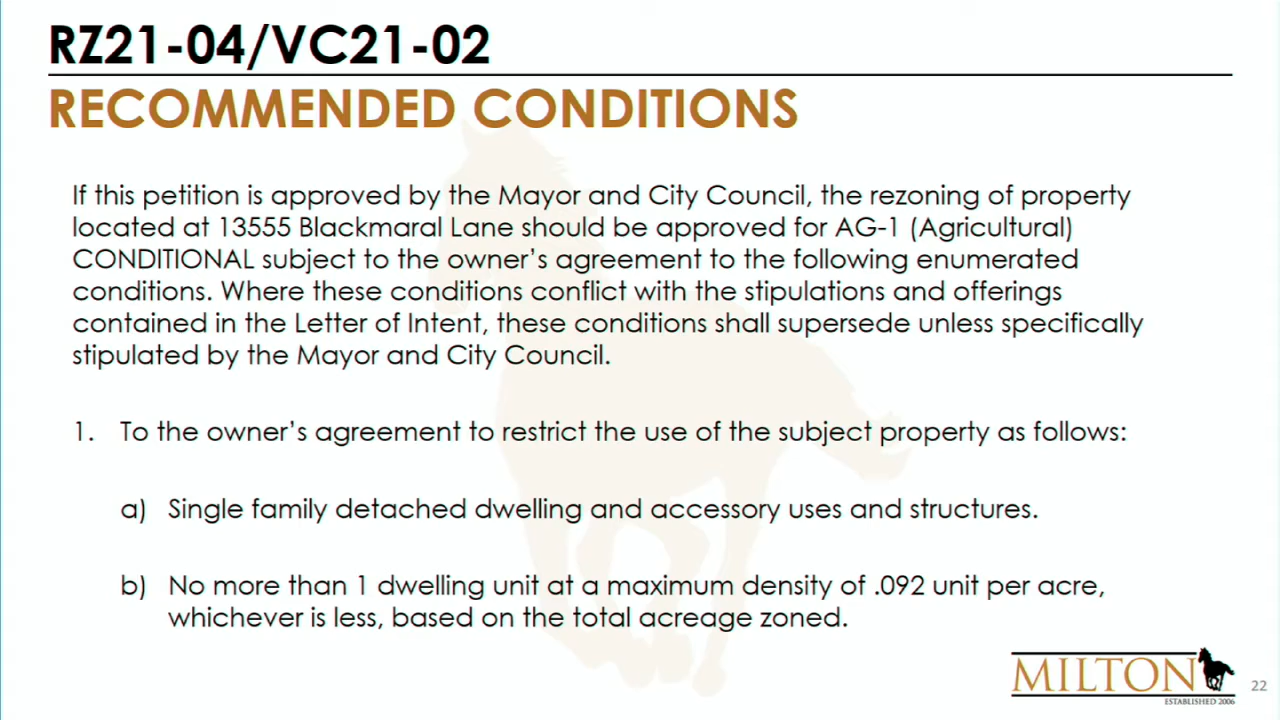 RZ21-04/VC21-02
RECOMMENDED CONDITIONS
If this petition is approved by the Mayor and City Council, the rezoning of property
located at 13555 Blackmaral Lane should be approved for AG-1 (Agricultural)
CONDITIONAL subject to the owner's agreement to the following enumerated
conditions. Where these conditions conflict with the stipulations and offerings
contained in the Letter of Intent, these conditions shall supersede unless specifically
stipulated by the Mayor and City Council.
1. To the owner's agreement to restrict the use of the subject property as follows:
a) Single family detached dwelling and accessory uses and structures.
b) No more than 1 dwelling unit at a maximum density of .092 unit per acre,
whichever is less, based on the total acreage zoned.
MILTON
ESTABLISHED 2006
22